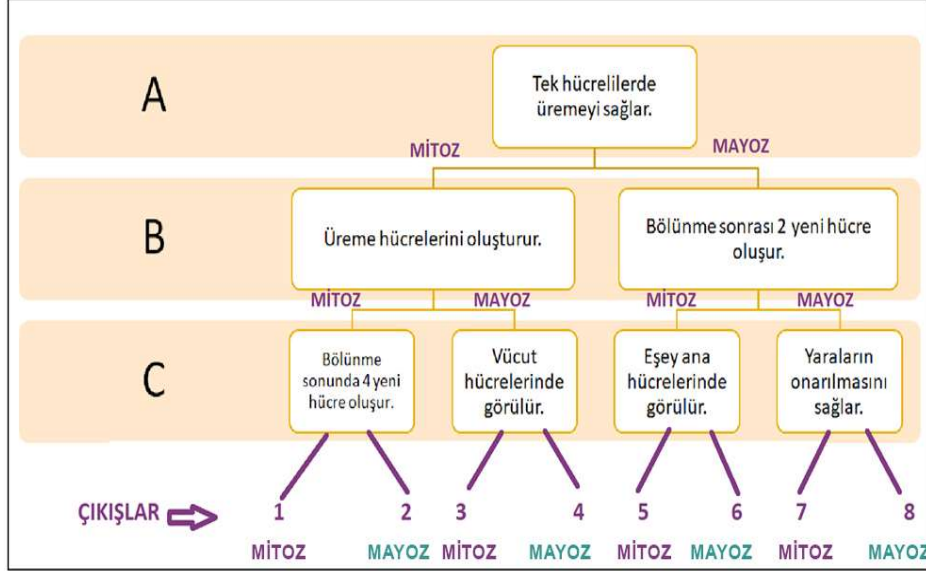 A
Tek hücrelilerde
üremeyi sağlar.
MİTOZ
MAYOZ
B
Üreme hücrelerini oluşturur.
Bölünme sonrası 2 yeni hücre
oluşur.
MİTOZ
MAYOZ
MİTOZ
MAYOZ
C
Bölünme
sonunda 4 yeni
hücre oluşur.
Vücut
hücrelerinde
görülür.
Eşey ana
hücrelerinde
görülür.
Yaraların
onarılmasını
sağlar.
ÇIKIŞLAR
1
2
3
4
5
6
7
8
MİTOZ
MAYOZ
MİTOZ
MAYOZ
MİTOZ
MAYOZ
MİTOZ
MAYOZ